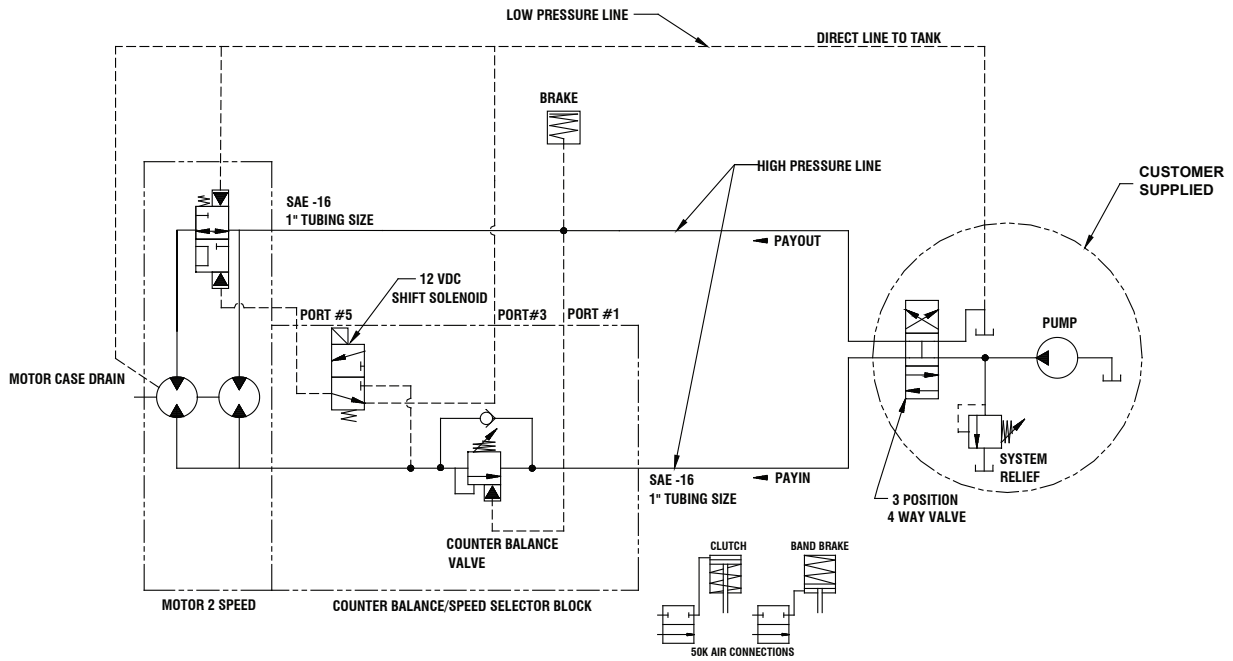 LOW PRESSURE LINE
DIRECT LINE TO TANK
BRAKE
HIGH PRESSURE LINE
CUSTOMER
SUPPLIED
SAE -16
1" TUBING SIZE
PAYOUT
12 VDC
SHIFT SOLENOID
PORT #5
PORT#3
PORT #1
PUMP
MOTOR CASE DRAIN
SYSTEM
RELIEF
SAE -16
1" TUBING SIZE
PAYIN
3 POSITION
4 WAY VALVE
COUNTER BALANCE
VALVE
CLUTCH
BAND BRAKE
MOTOR 2 SPEED
COUNTER BALANCE/SPEED SELECTOR BLOCK
50K AIR CONNECTIONS